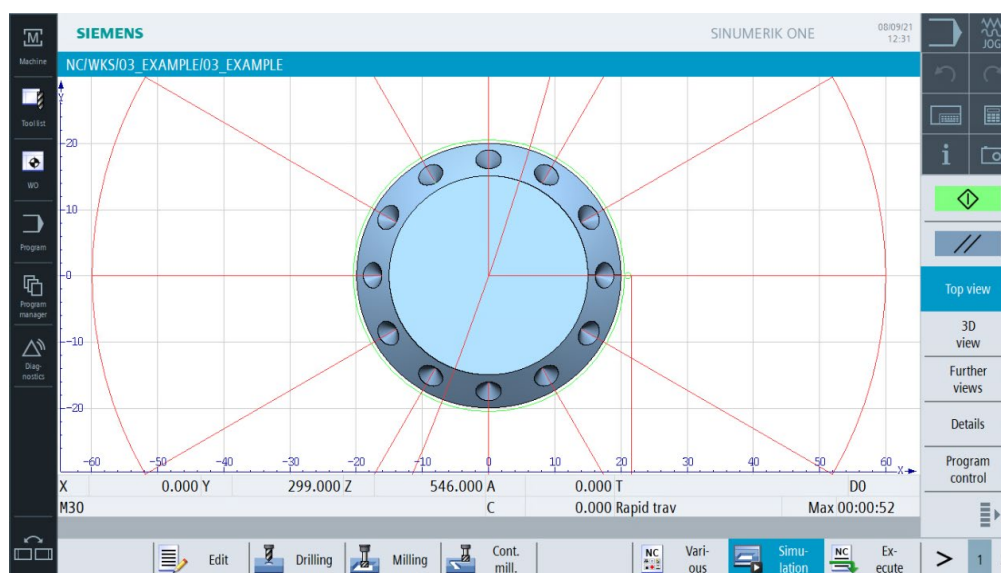 SIEMENS
SINUMERIK ONE
08/09/21
12:31
NC/WKS/03_EXAMPLE/03_EXAMPLE
M
Machine
Tool list
WO
Program
Program
manager
Diag-
nostics
JOG
i
Y
20
10
0
-10
-20
-60 -50 -40 -30 -20 -10 0 10 20 30 40 50 60 X
X 0.000 Y 299.000 Z 546.000 A 0.000 T D0
M30 C 0.000 Rapid trav Max 00:00:52
Top view
3D
view
Further
views
Details
Program
control
Edit
Drilling
Milling
Cont.
mill.
NC
Vari-
ous
Simu-
lation
NC
Ex-
ecute
>
1